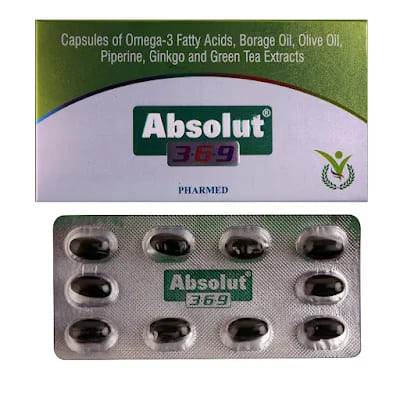 Capsules of Omega-3 Fatty Acids, Borage Oil, Olive Oil,
Piperine, Ginkgo and Green Tea Extracts
Absolut®
3·6·9
PHARMED
Absolut®
3·6·9